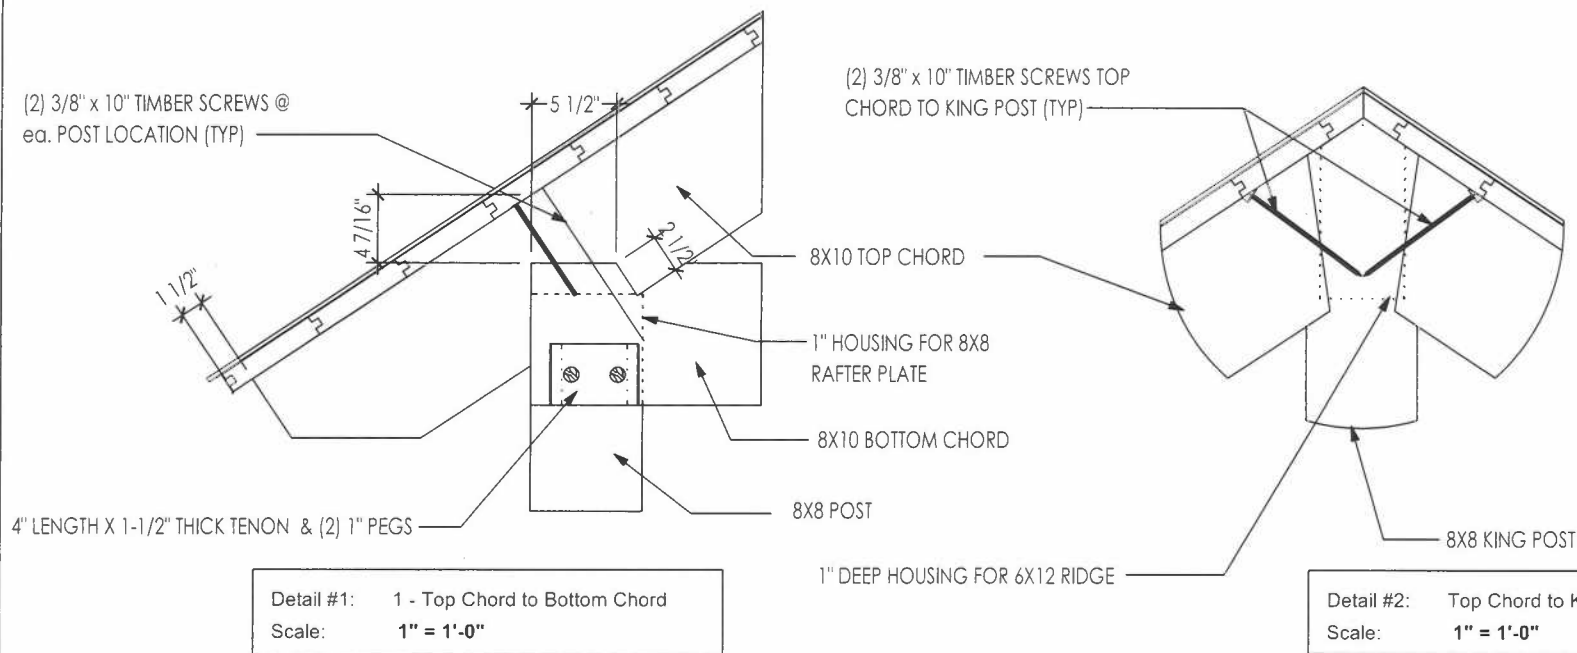 (2) 3/8" x 10" TIMBER SCREWS @
ea. POST LOCATION (TYP)
5 1/2"
4 7/16"
2 1/2"
1 1/2"
8X10 TOP CHORD
1" HOUSING FOR 8X8
RAFTER PLATE
8X10 BOTTOM CHORD
8X8 POST
4" LENGTH X 1-1/2" THICK TENON & (2) 1" PEGS
Detail #1: 1 - Top Chord to Bottom Chord
Scale: 1" = 1'-0"
(2) 3/8" x 10" TIMBER SCREWS TOP
CHORD TO KING POST (TYP)
8X8 KING POST
1" DEEP HOUSING FOR 6X12 RIDGE
Detail #2: Top Chord to K
Scale: 1" = 1'-0"